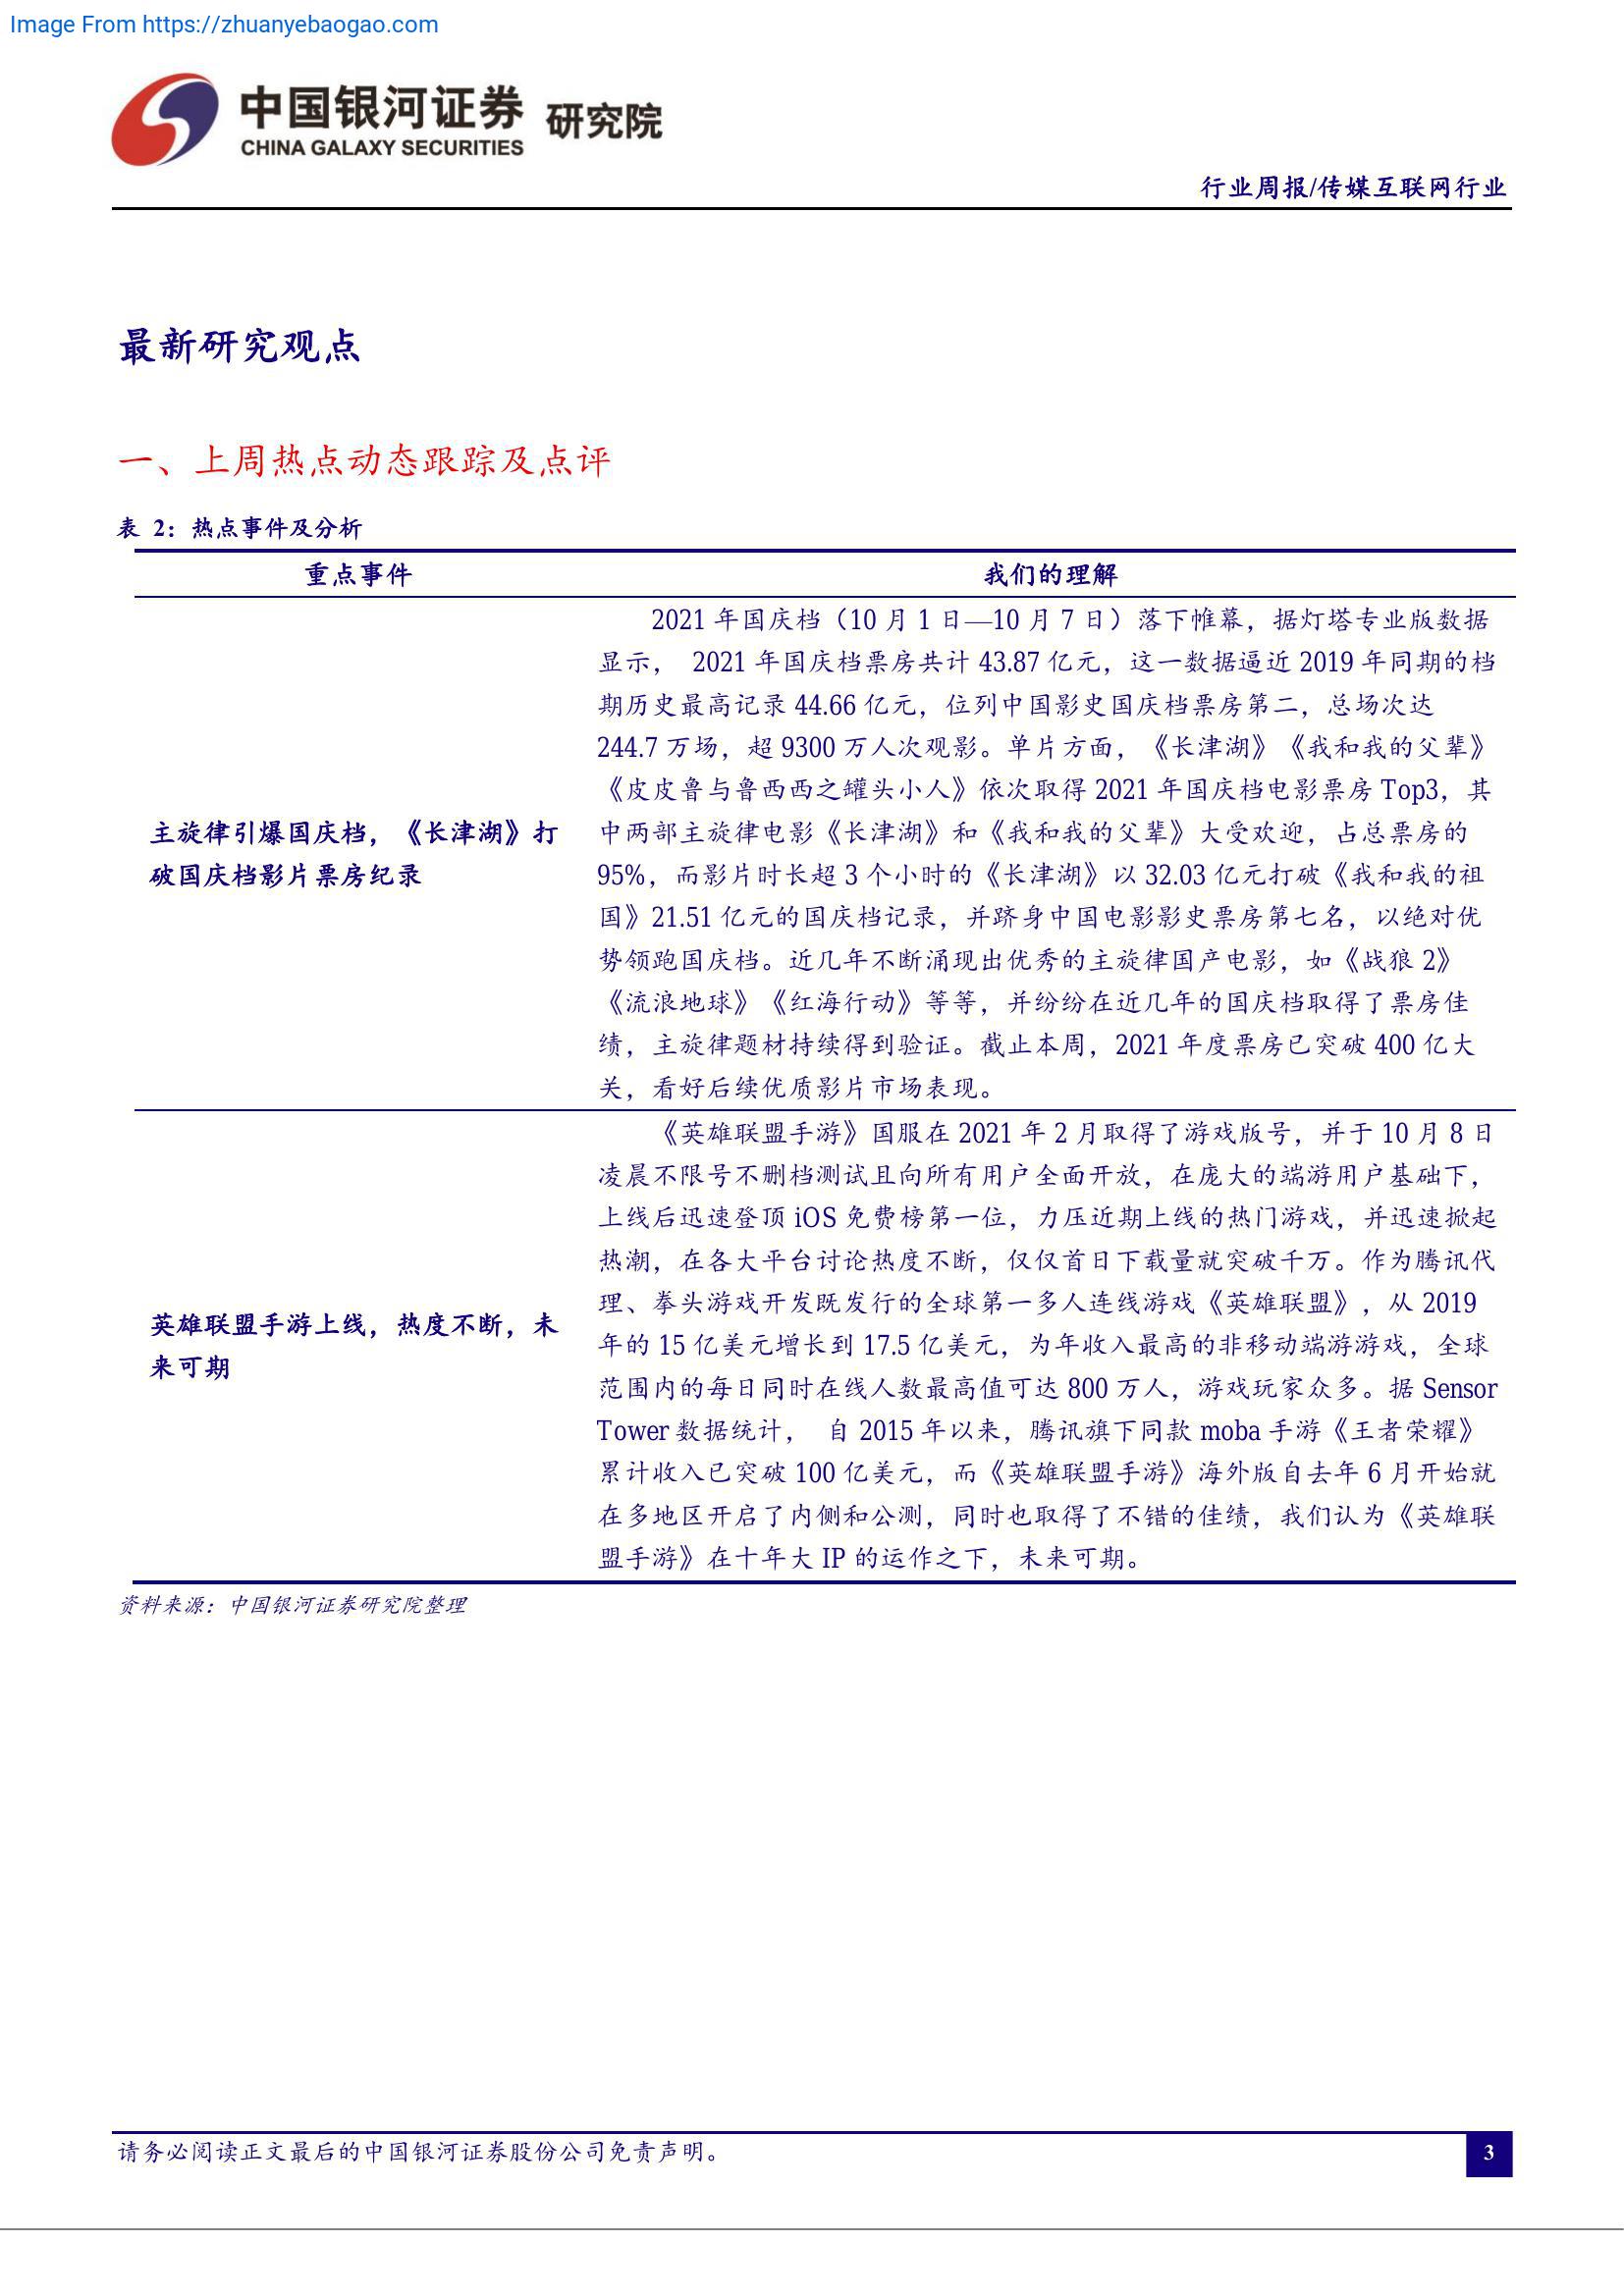 Image From https://zhuanyebaogao.com
中国银河证券 研究院
CHINA GALAXY SECURITIES
行业周报/传媒互联网行业
最新研究观点
一、上周热点动态跟踪及点评
表 2：热点事件及分析
重点事件 我们的理解
主旋律引爆国庆档，《长津湖》打
破国庆档影片票房纪录
2021 年国庆档（10 月 1 日—10 月 7 日）落下帷幕，据灯塔专业版数据
显示， 2021 年国庆档票房共计 43.87 亿元，这一数据逼近 2019 年同期的档
期历史最高记录 44.66 亿元，位列中国影史国庆档票房第二，总场次达
244.7 万场，超 9300 万人次观影。单片方面，《长津湖》《我和我的父辈》
《皮皮鲁与鲁西西之罐头小人》依次取得 2021 年国庆档电影票房 Top3，其
中两部主旋律电影《长津湖》和《我和我的父辈》大受欢迎，占总票房的
95%，而影片时长超 3 个小时的《长津湖》以 32.03 亿元打破《我和我的祖
国》21.51 亿元的国庆档记录，并跻身中国电影影史票房第七名，以绝对优
势领跑国庆档。近几年不断涌现出优秀的主旋律国产电影，如《战狼 2》
《流浪地球》《红海行动》等等，并纷纷在近几年的国庆档取得了票房佳
绩，主旋律题材持续得到验证。截止本周，2021 年度票房已突破 400 亿大
关，看好后续优质影片市场表现。
英雄联盟手游上线，热度不断，未
来可期
《英雄联盟手游》国服在 2021 年 2 月取得了游戏版号，并于 10 月 8 日
凌晨不限号不删档测试且向所有用户全面开放，在庞大的端游用户基础下，
上线后迅速登顶 iOS 免费榜第一位，力压近期上线的热门游戏，并迅速掀起
热潮，在各大平台讨论热度不断，仅仅首日下载量就突破千万。作为腾讯代
理、拳头游戏开发既发行的全球第一多人连线游戏《英雄联盟》，从 2019
年的 15 亿美元增长到 17.5 亿美元，为年收入最高的非移动端游游戏，全球
范围内的每日同时在线人数最高值可达 800 万人，游戏玩家众多。据 Sensor
Tower 数据统计， 自 2015 年以来，腾讯旗下同款 moba 手游《王者荣耀》
累计收入已突破 100 亿美元，而《英雄联盟手游》海外版自去年 6 月开始就
在多地区开启了内侧和公测，同时也取得了不错的佳绩，我们认为《英雄联
盟手游》在十年大 IP 的运作之下，未来可期。
资料来源：中国银河证券研究院整理
请务必阅读正文最后的中国银河证券股份公司免责声明。
3